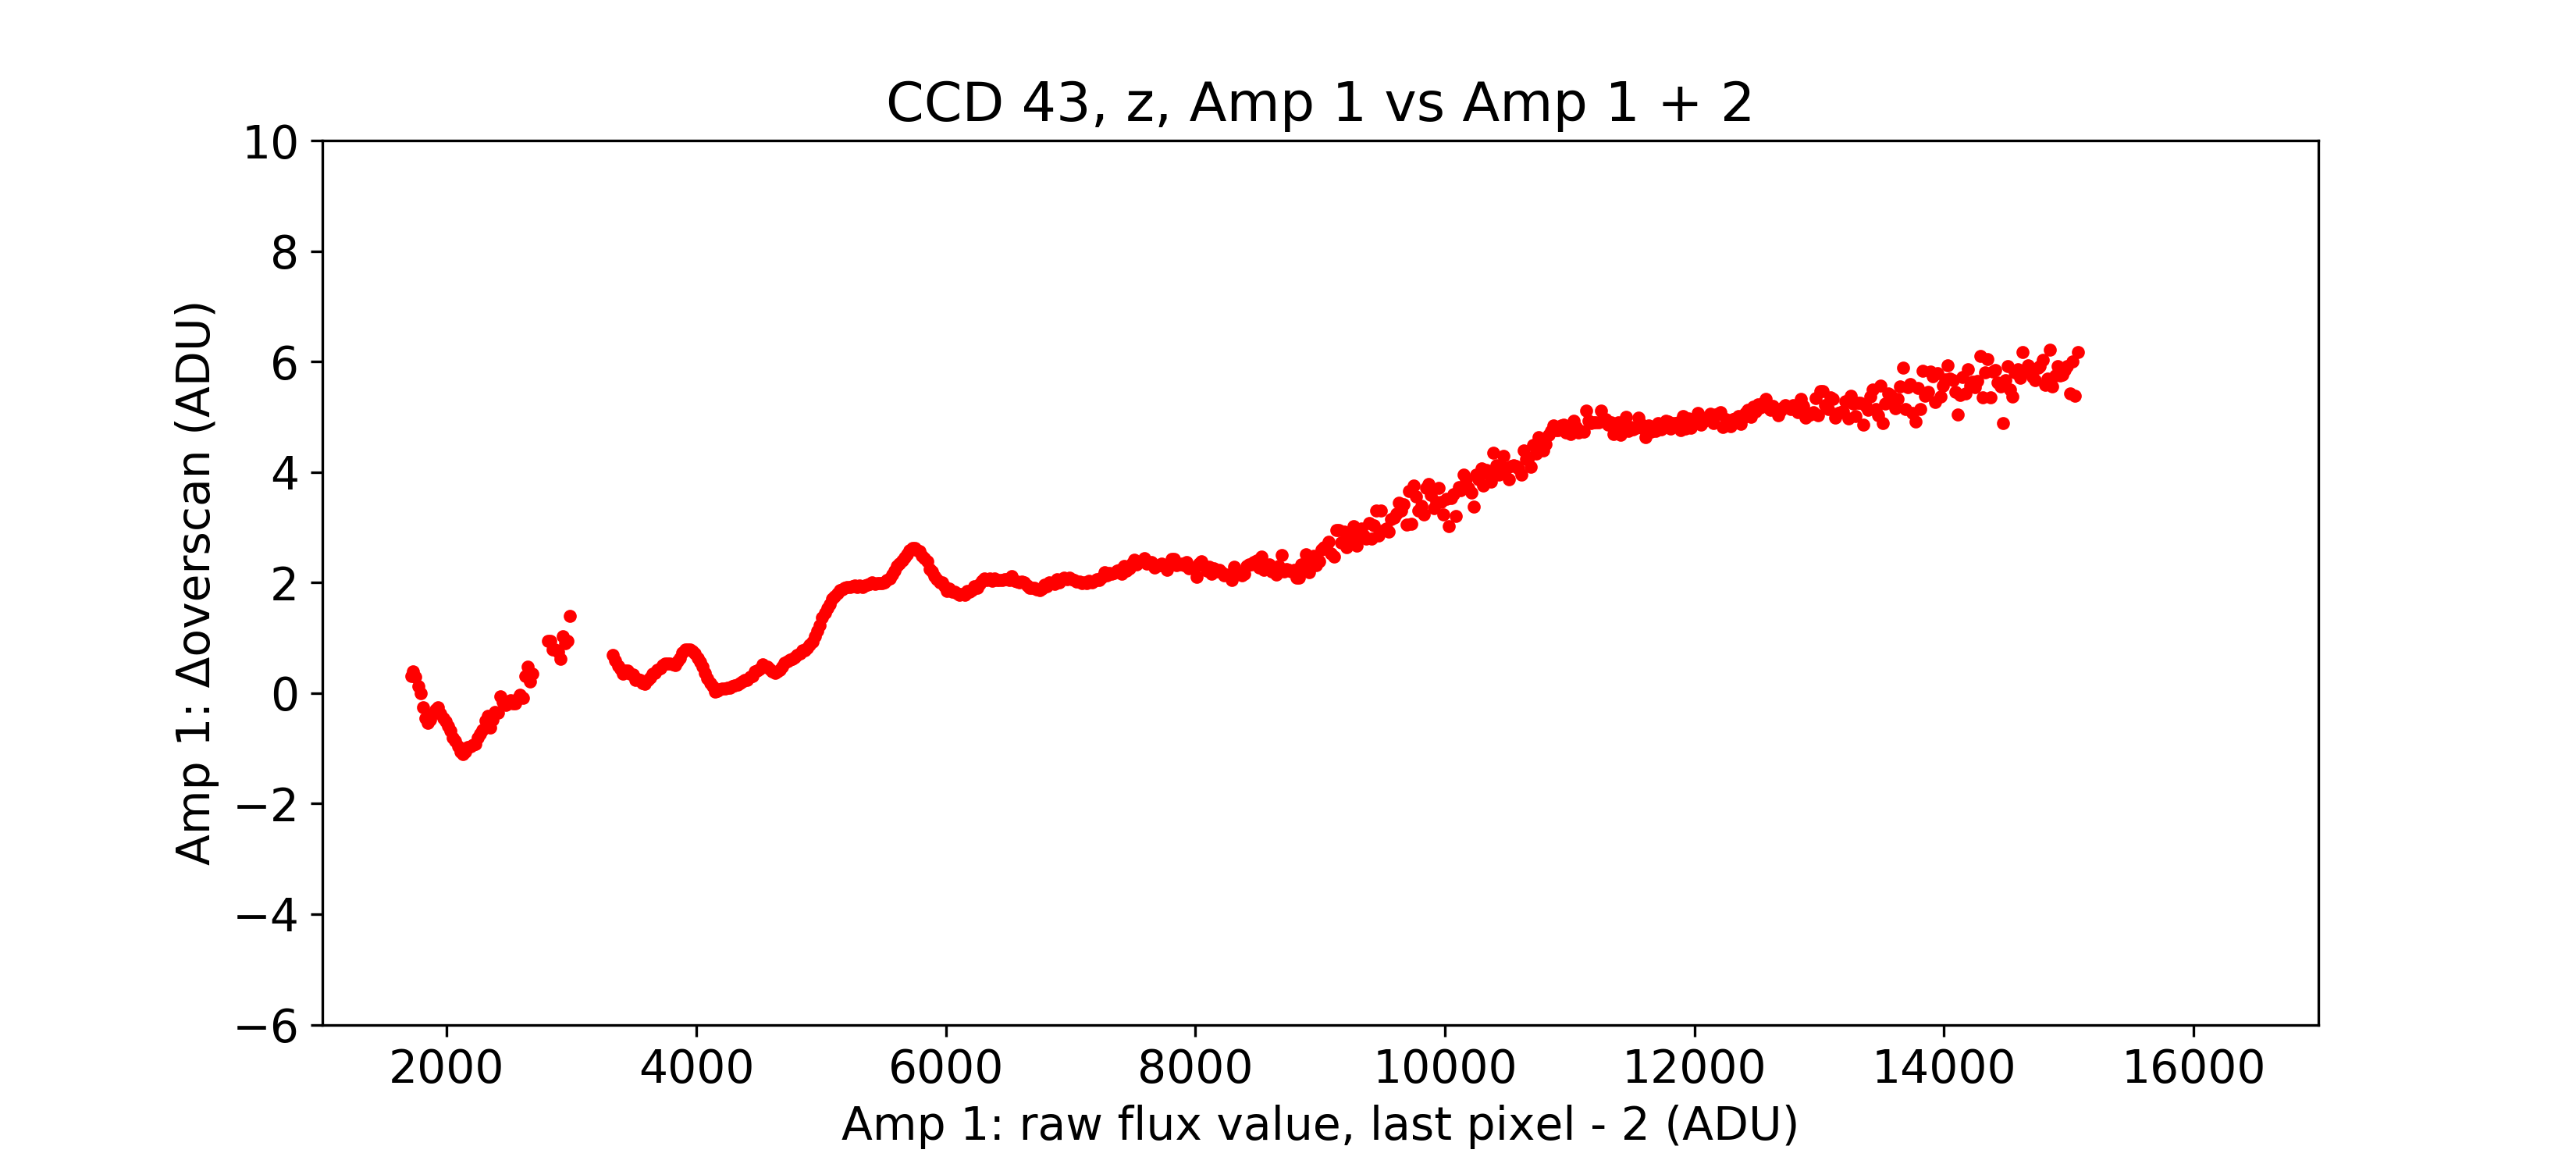 CCD 43, z, Amp 1 vs Amp 1 + 2
Amp 1: Δoverscan (ADU)
10
8
6
4
2
0
−2
−4
−6
2000 4000 6000 8000 10000 12000 14000 16000
Amp 1: raw flux value, last pixel - 2 (ADU)